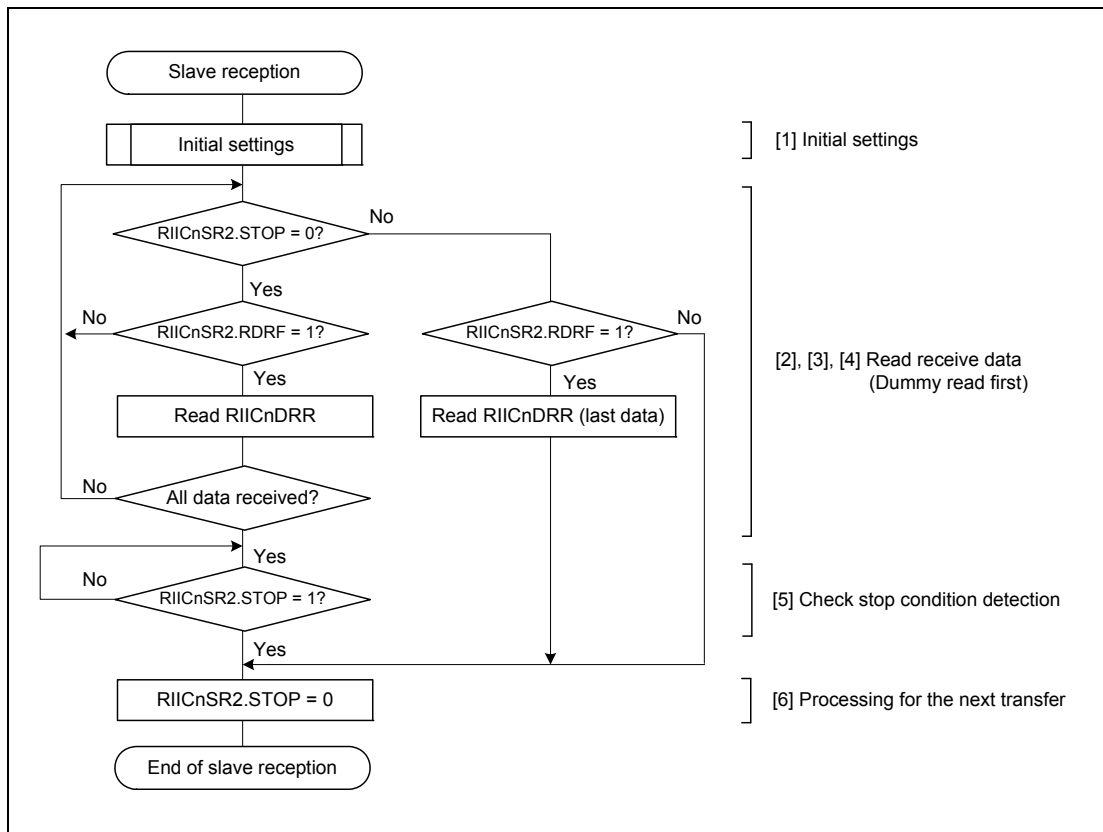 Slave reception
Initial settings
[1] Initial settings
No
RIICnSR2.STOP = 0?
Yes
No
RIICnSR2.RDRF = 1?
RIICnSR2.RDRF = 1?
No
[2], [3], [4] Read receive data
(Dummy read first)
Yes
Yes
Read RIICnDRR
Read RIICnDRR (last data)
No
All data received?
Yes
No
RIICnSR2.STOP = 1?
[5] Check stop condition detection
Yes
RIICnSR2.STOP = 0
[6] Processing for the next transfer
End of slave reception